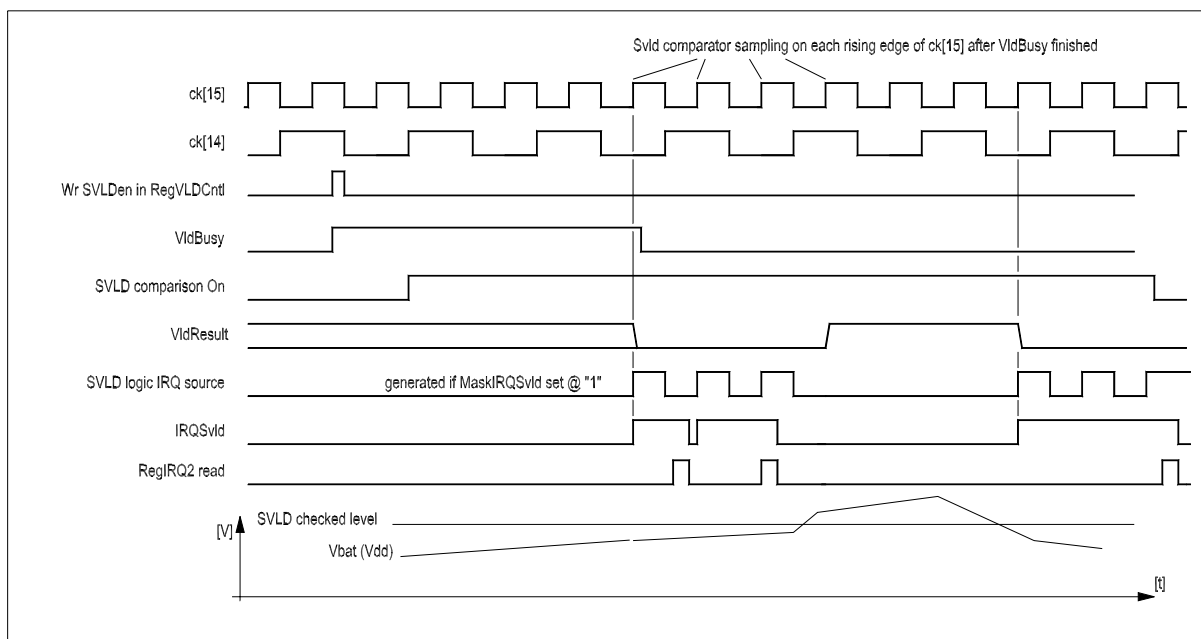 Svld comparator sampling on each rising edge of ck[15] after VldBusy finished
ck[15]
ck[14]
Wr SVLDen in RegVLDCntl
VldBusy
SVLD comparison On
VldResult
SVLD logic IRQ source
generated if MaskIRQSvld set @ "1"
IRQSvld
RegIRQ2 read
[V]
SVLD checked level
Vbat (Vdd)
[t]